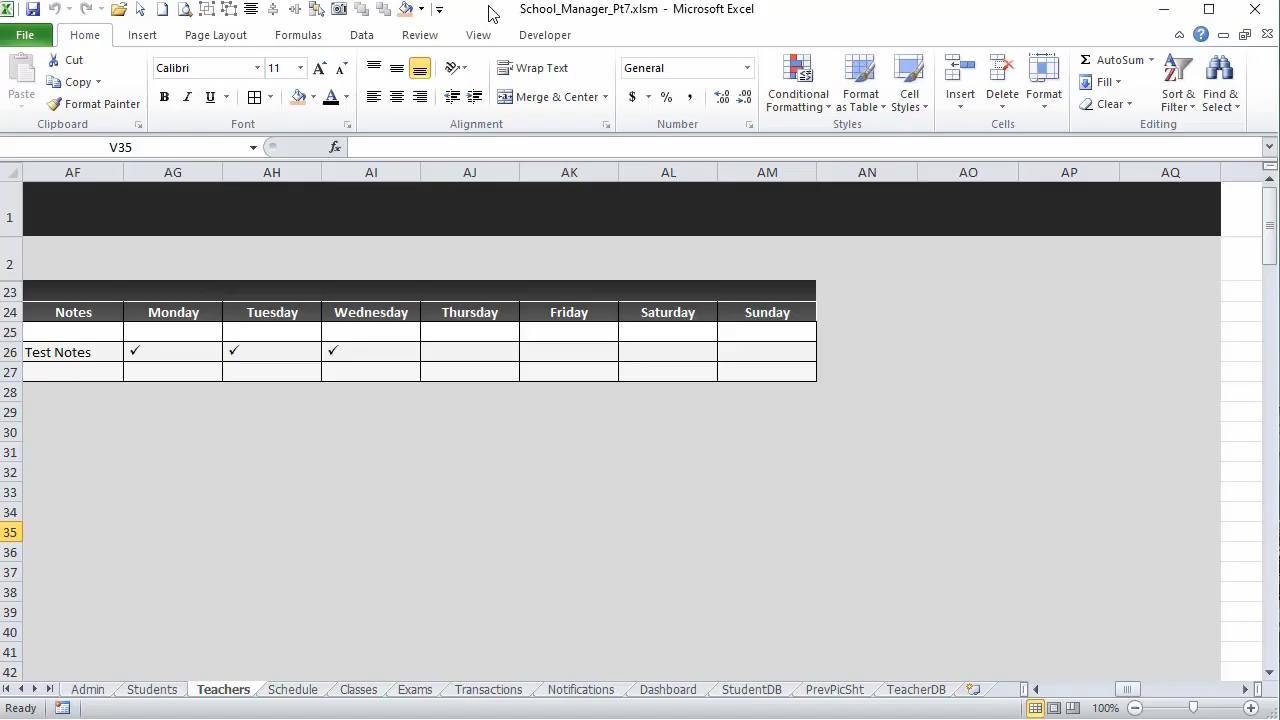 School_Manager_Pt7.xlsm - Microsoft Excel
File Home Insert Page Layout Formulas Data Review View Developer
Paste Cut Copy Format Painter Clipboard
Calibri 11 B I U Font
Wrap Text Merge & Center Alignment
General $ % , Number
Conditional Formatting Format as Table Cell Styles Styles
Insert Delete Format Cells
Σ AutoSum Fill Clear Sort & Filter Find & Select Editing
V35 fx
AF AG AH AI AJ AK AL AM AN AO AP AQ
1
2
23
24 Notes Monday Tuesday Wednesday Thursday Friday Saturday Sunday
25
26 Test Notes ✓ ✓ ✓
27
28
29
30
31
32
33
34
35
36
37
38
39
40
41
42
Admin Students Teachers Schedule Classes Exams Transactions Notifications Dashboard StudentDB PrevPicSht TeacherDB
Ready 100%